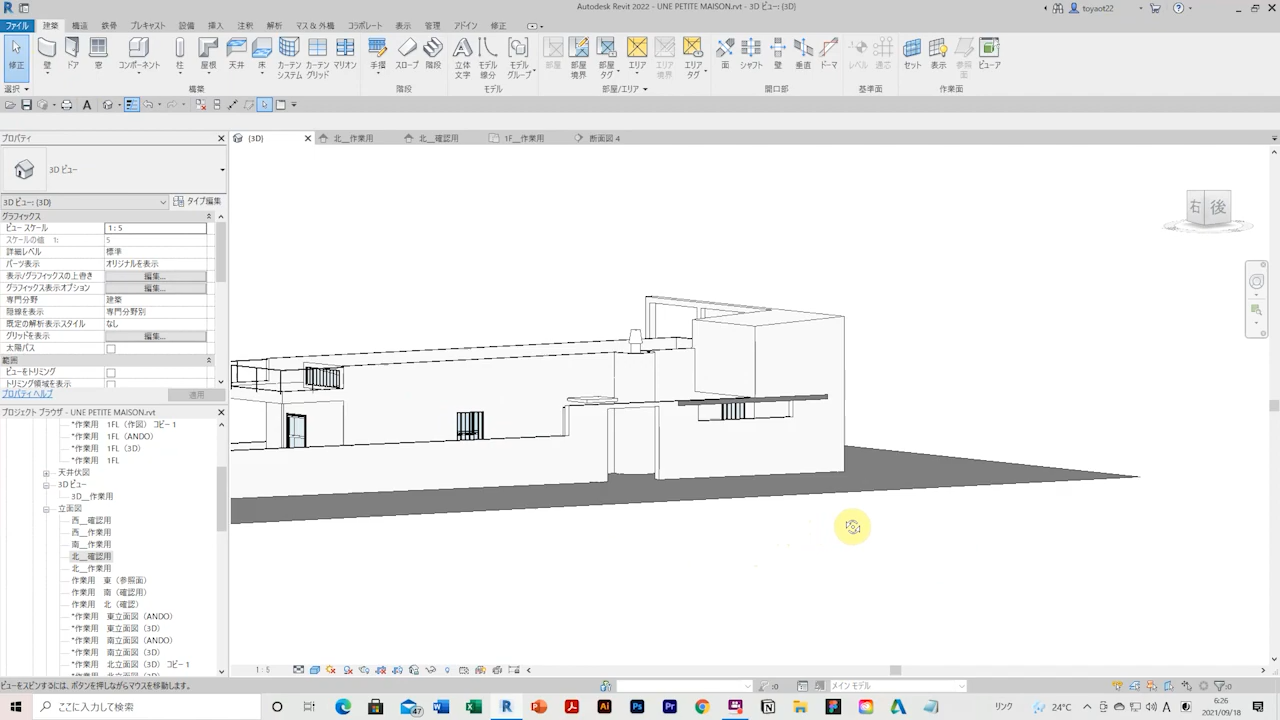 Autodesk Revit 2022 - UNE PETITE MAISON.rvt - 3D ビュー: {3D}
toyaot22
ファイル 建築 構造 鉄骨 プレキャスト 設備 挿入 注釈 解析 マス & 外構 コラボレート 表示 管理 アドイン 修正
修正 壁 ドア 窓 コンポーネント 柱 屋根 天井 床 カーテン システム カーテン グリッド マリオン 手摺 スロープ 階段 立体 文字 モデル 線分 モデル グループ 部屋 部屋 境界 部屋 タグ エリア エリア 境界 エリア タグ 面 シャフト 壁 垂直 ドーマ レベル 通芯 セット 表示 参照 面 ビューア
選択 構築 階段 モデル 部屋/エリア 開口部 基準面 作業面
プロパティ
{3D} 北__作業用 北__確認用 1F__作業用 断面図 4
3D ビュー
3D ビュー: {3D} タイプ編集
グラフィックス
ビュー スケール 1 : 5
スケールの値 1: 5
詳細レベル 標準
パーツ表示 オリジナルを表示
表示/グラフィックスの上書き 編集...
グラフィックス表示オプション 編集...
専門分野 建築
隠線を表示 専門分野別
既定の解析表示スタイル なし
グリッドを表示 編集...
太陽パス
範囲
ビューをトリミング
トリミング領域を表示
プロパティ ヘルプ 適用
プロジェクト ブラウザ - UNE PETITE MAISON.rvt
*作業用 1FL（作図） コピー 1
*作業用 1FL（ANDO）
*作業用 1FL（3D）
*作業用 1FL
天井伏図
3Dビュー
3D__作業用
立面図
西__確認用
西__作業用
南__作業用
北__確認用
北__作業用
作業用 東（参照面）
作業用 南（確認用）
作業用 北（確認）
*作業用 東立面図（ANDO）
*作業用 東立面図（3D）
*作業用 南立面図（ANDO）
*作業用 南立面図（3D）
*作業用 北立面図（3D） コピー 1
右 後
1 : 5
ビューをスピンするには、ボタンを押しながらマウスを移動します。
:0 メイン モデル :0
ここに入力して検索
リンク 24°C A 6:26
2021/09/18